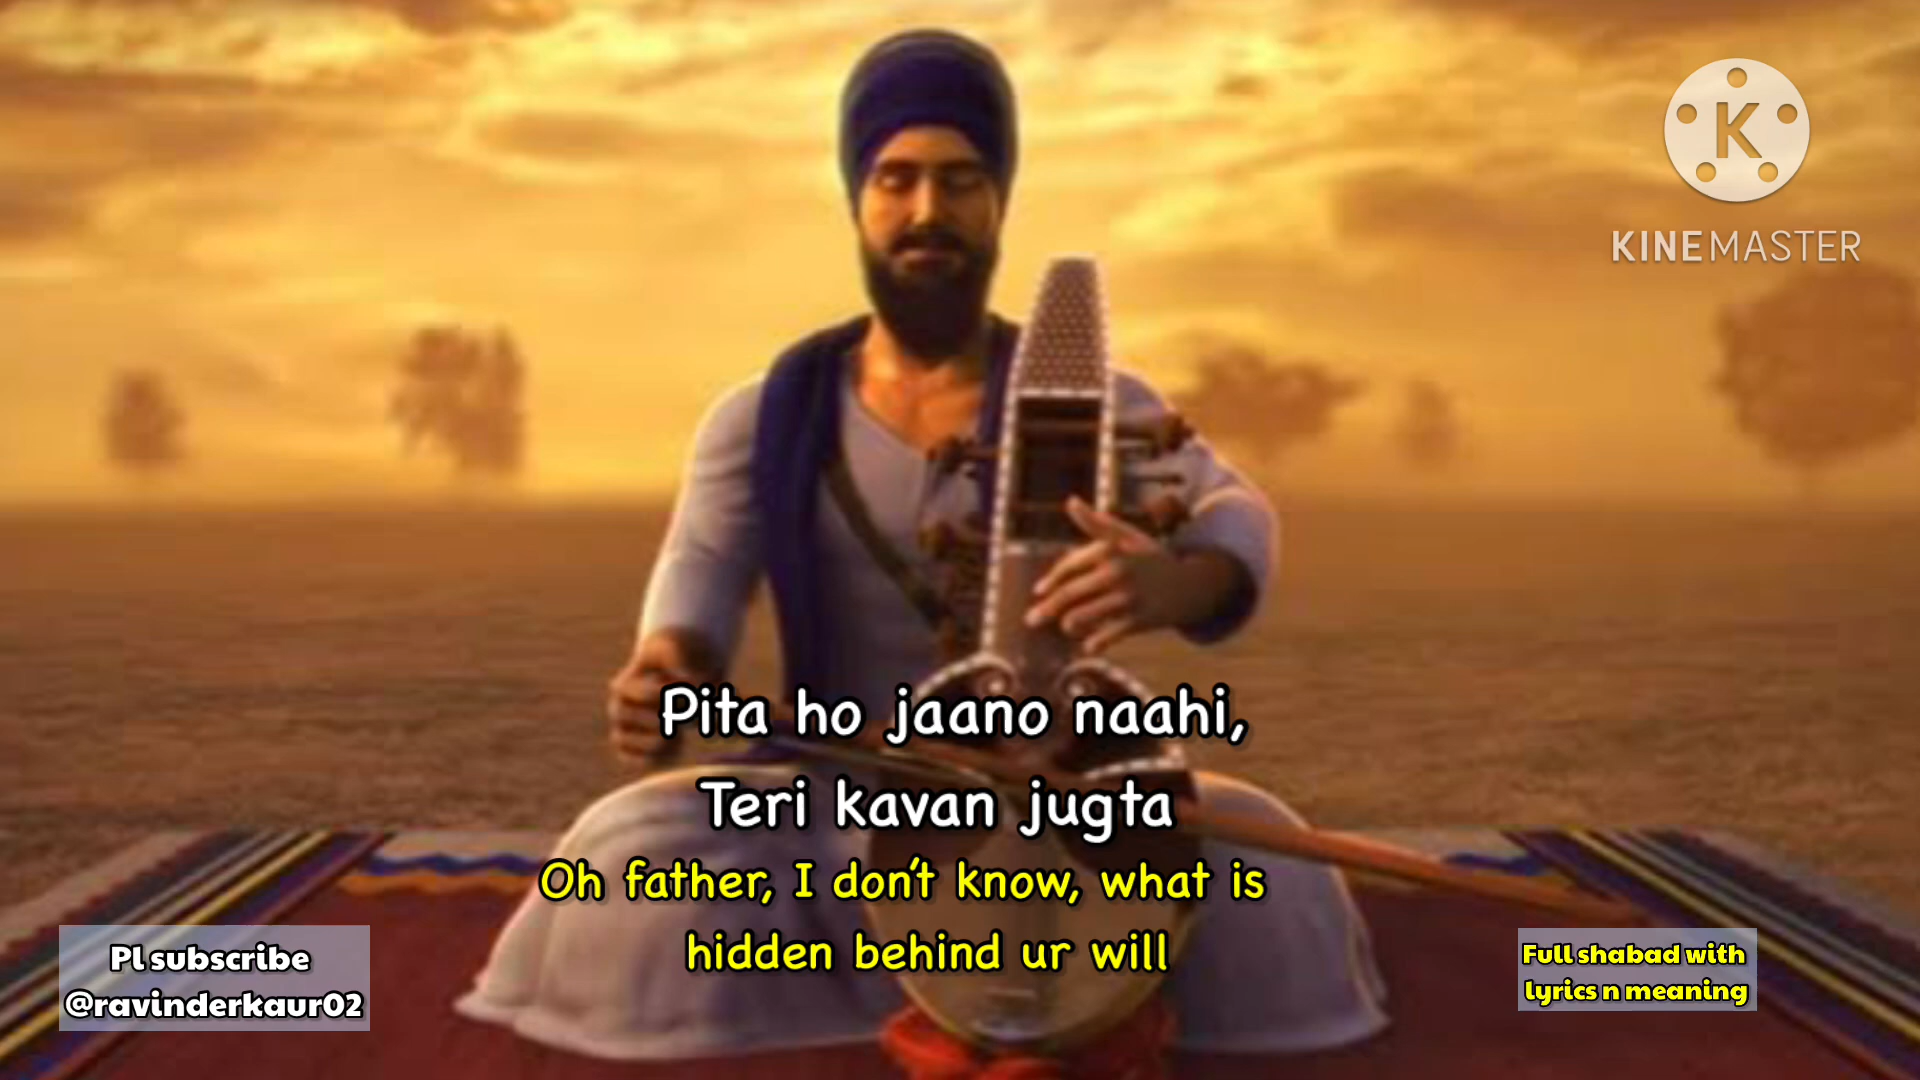 K
KINEMASTER
Pita ho jaano naahi,
Teri kavan jugta
Oh father, I don't know, what is
hidden behind ur will
Pl subscribe
@ravinderkaur02
Full shabad with
lyrics n meaning